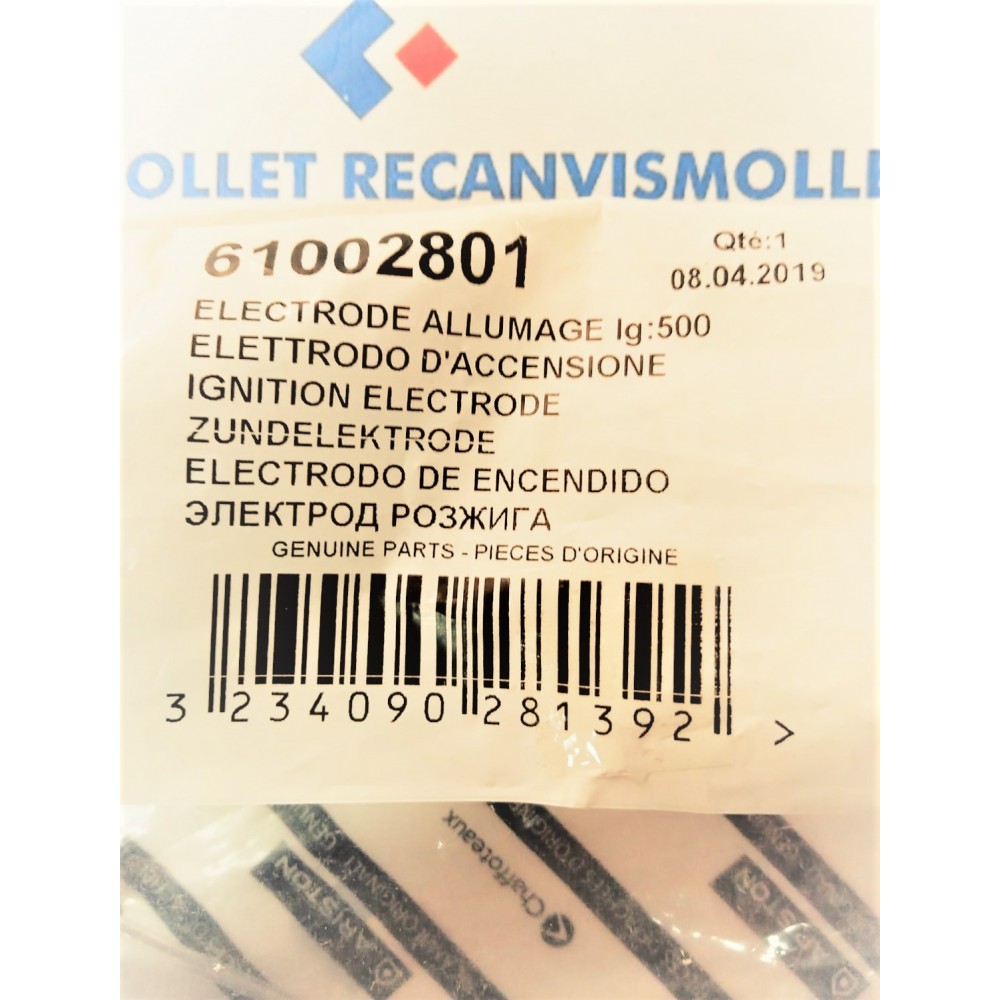 OLLET RECANVISMOLLE
61002801
Qté:1
08.04.2019
ELECTRODE ALLUMAGE lg:500
ELETTRODO D'ACCENSIONE
IGNITION ELECTRODE
ZUNDELEKTRODE
ELECTRODO DE ENCENDIDO
ЭЛЕКТРОД РОЗЖИГА
GENUINE PARTS - PIECES D'ORIGINE
3 234090 281392 >
Chaffoteaux
ARISTON